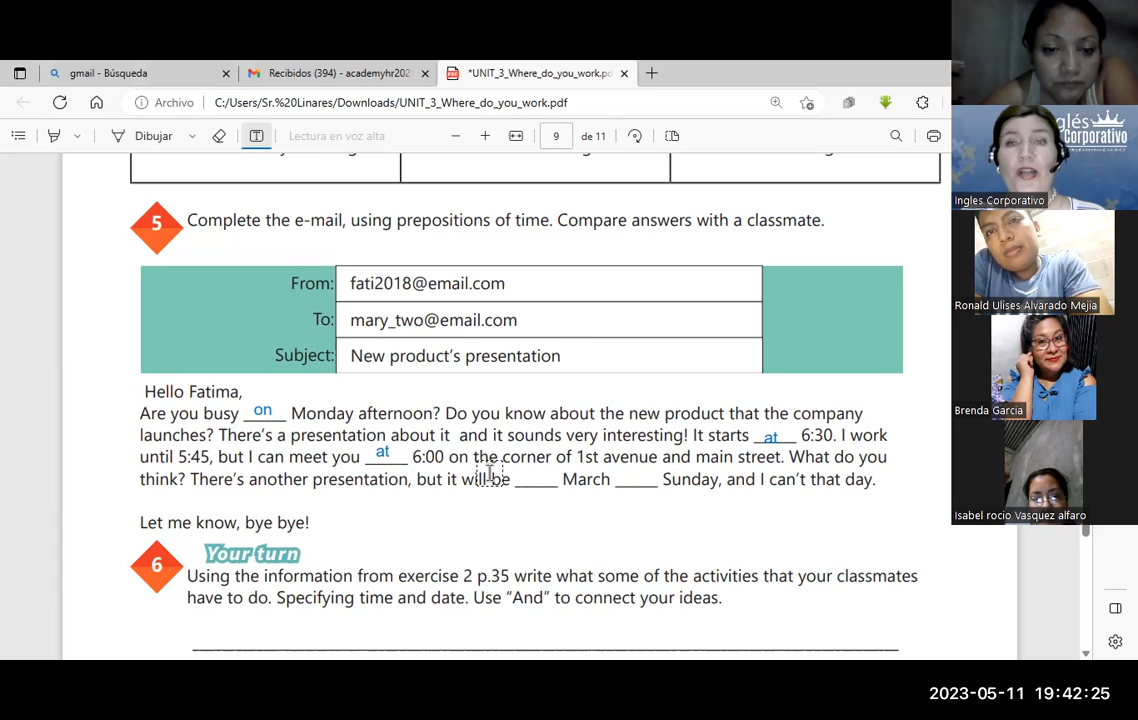 gmail - Búsqueda
Recibidos (394) - academyhr202
*UNIT_3_Where_do_you_work.pd
Archivo
C:/Users/Sr.%20Linares/Downloads/UNIT_3_Where_do_you_work.pdf
Dibujar
Lectura en voz alta
9
de 11
5
Complete the e-mail, using prepositions of time. Compare answers with a classmate.
From: fati2018@email.com
To: mary_two@email.com
Subject: New product's presentation
Hello Fatima,
Are you busy on Monday afternoon? Do you know about the new product that the company
launches? There's a presentation about it and it sounds very interesting! It starts at 6:30. I work
until 5:45, but I can meet you at 6:00 on the corner of 1st avenue and main street. What do you
think? There's another presentation, but it will be _____ March _____ Sunday, and I can't that day.
Let me know, bye bye!
6
Your turn
Using the information from exercise 2 p.35 write what some of the activities that your classmates
have to do. Specifying time and date. Use “And” to connect your ideas.
Inglés
Corporativo
Ingles Corporativo
Ronald Ulises Alvarado Mejia
Brenda Garcia
Isabel rocio Vasquez alfaro
2023-05-11 19:42:25